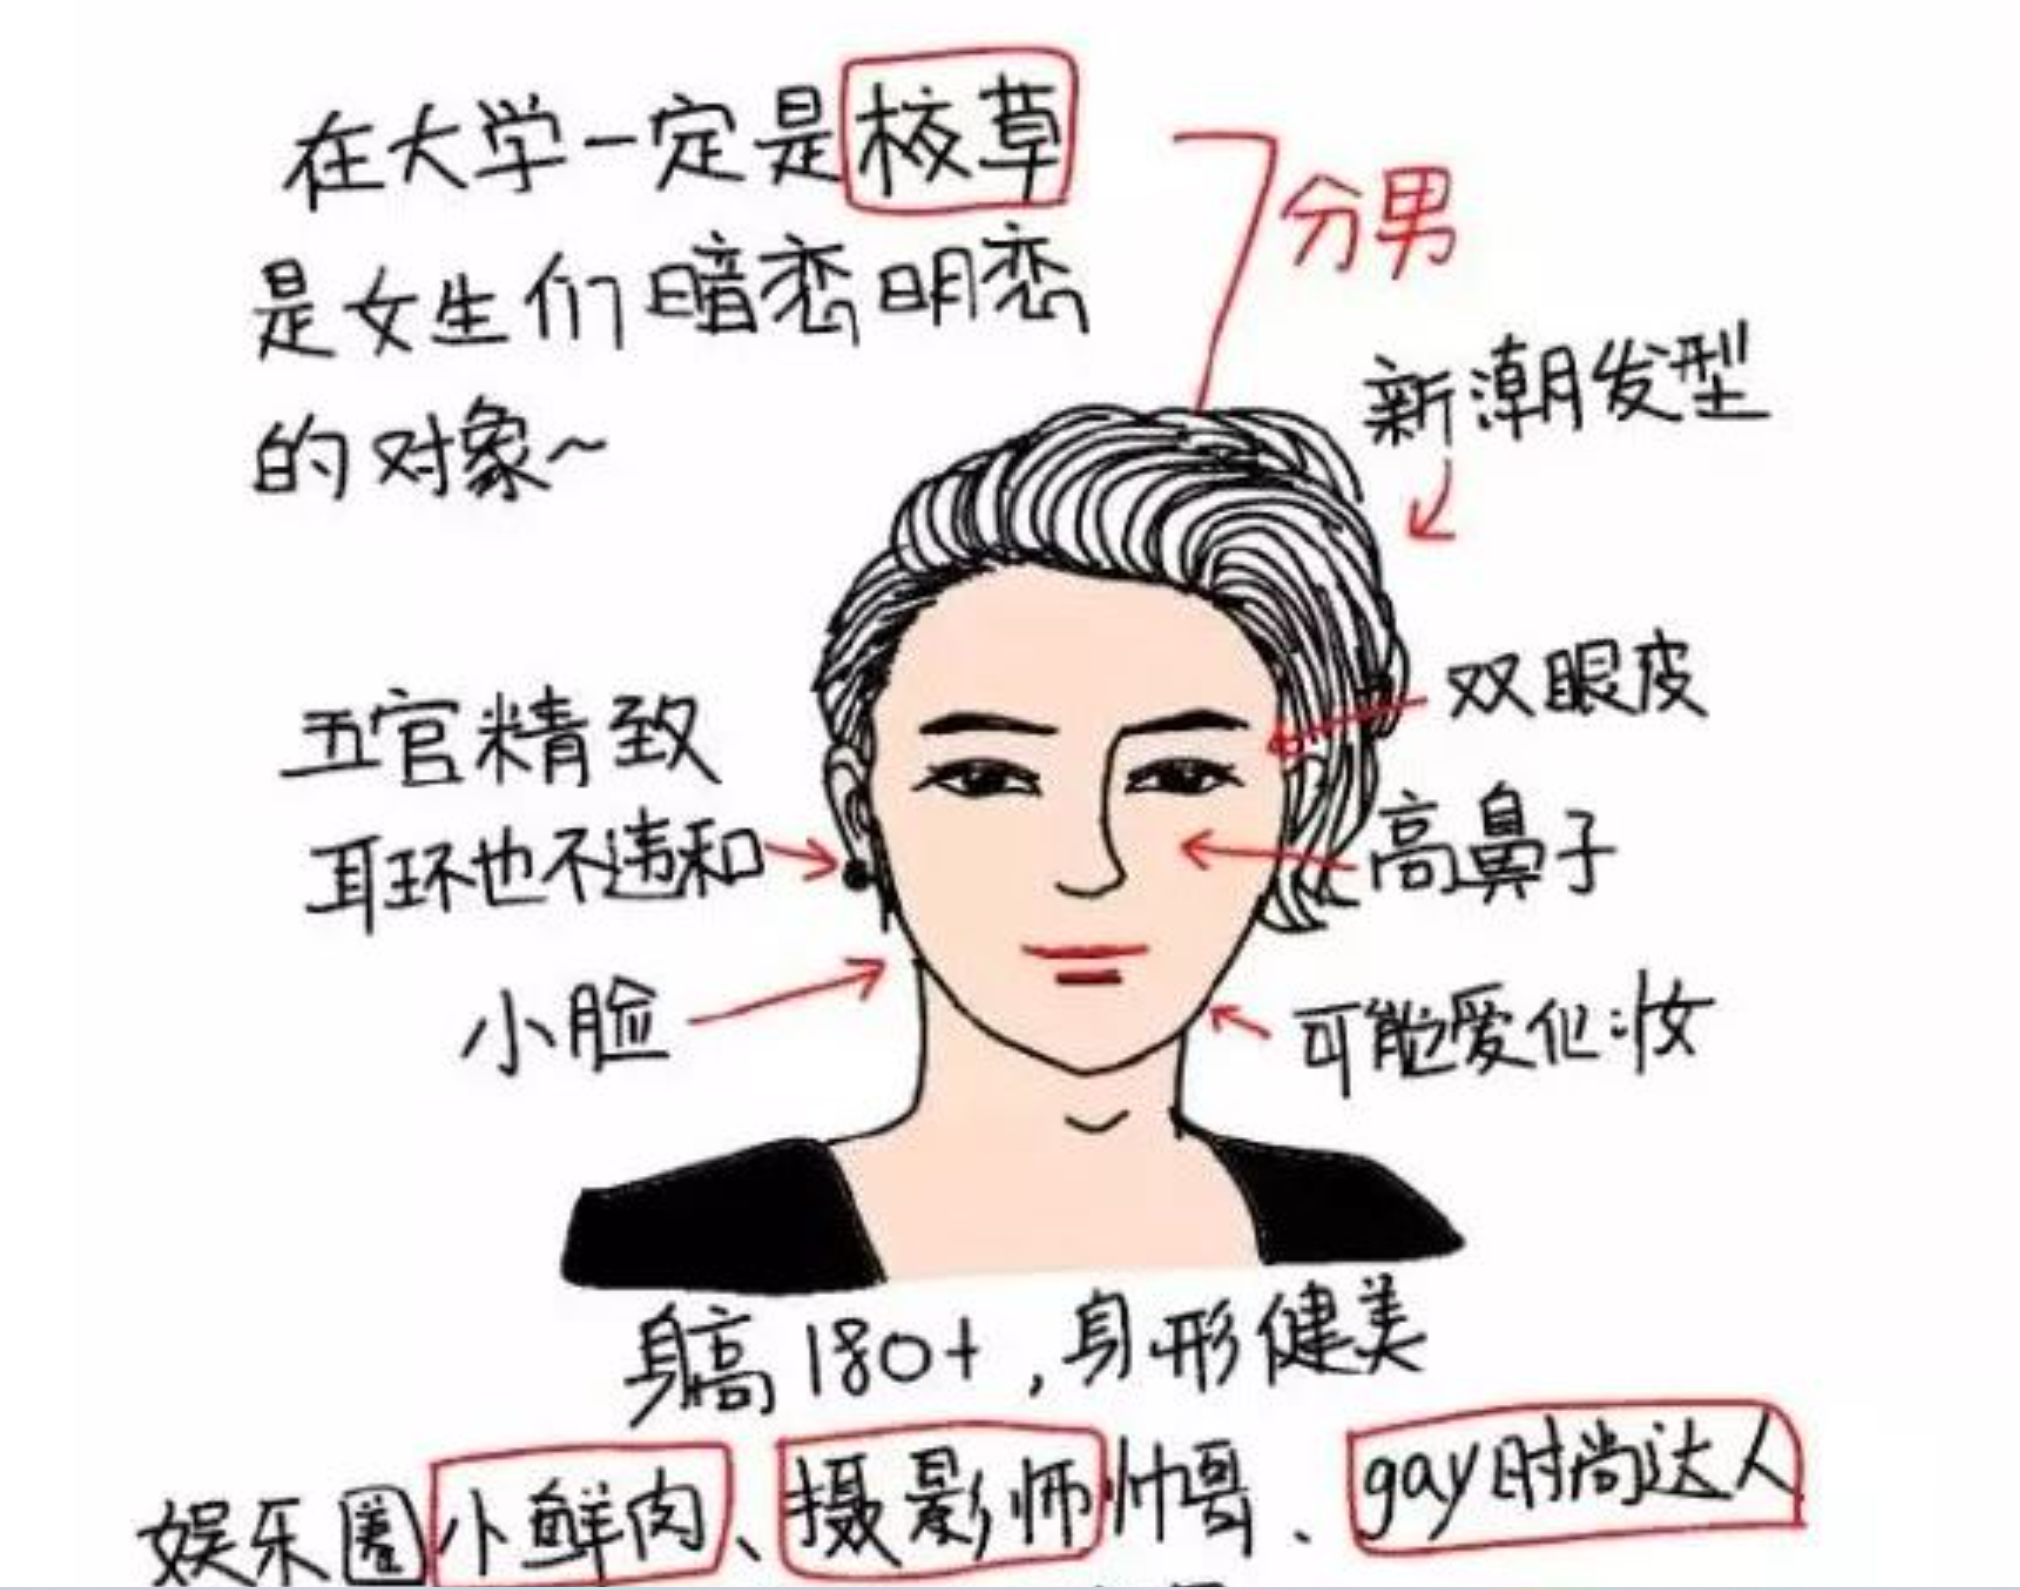 在大学一定是校草
是女生们暗恋明恋
的对象~
7分男
新潮发型
五官精致
双眼皮
耳环也不违和
高鼻子
小脸
可能爱化妆
身高180+,身形健美
娱乐圈小鲜肉、摄影师帅哥、gay时尚达人